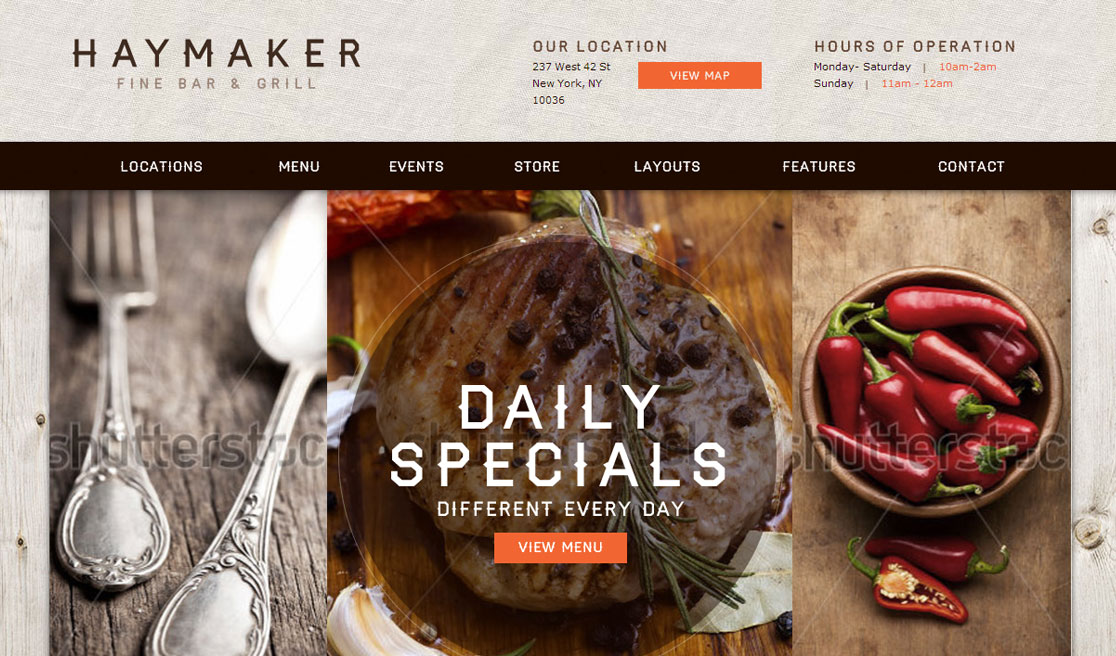 HAYMAKER
FINE BAR & GRILL
OUR LOCATION
237 West 42 St
New York, NY
10036
VIEW MAP
HOURS OF OPERATION
Monday- Saturday | 10am-2am
Sunday | 11am - 12am
LOCATIONS MENU EVENTS STORE LAYOUTS FEATURES CONTACT
DAILY
SPECIALS
DIFFERENT EVERY DAY
VIEW MENU